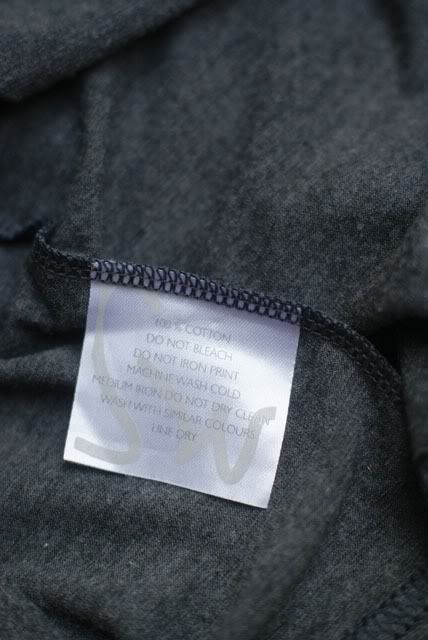 100 % COTTON
DO NOT BLEACH
DO NOT IRON PRINT
MACHINE WASH COLD
MEDIUM IRON DO NOT DRY CLEAN
WASH WITH SIMILAR COLOURS
LINE DRY